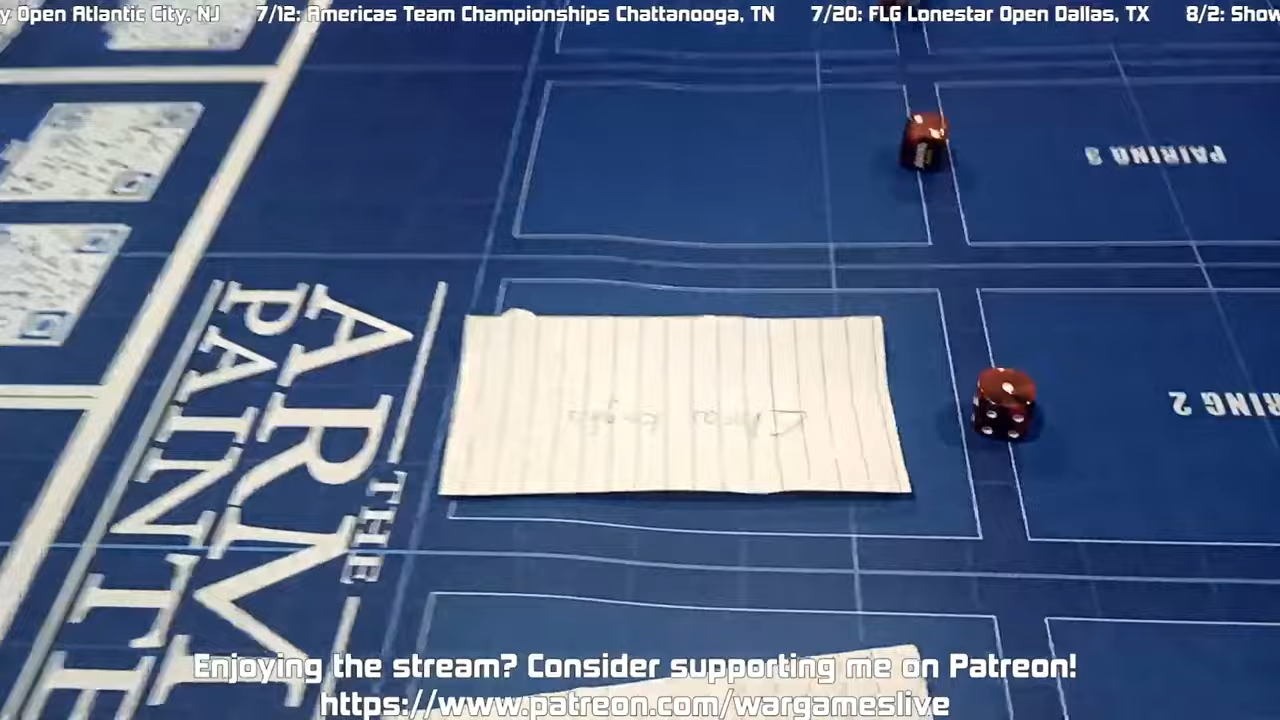 y Open Atlantic City, NJ 7/12: Americas Team Championships Chattanooga, TN 7/20: FLG Lonestar Open Dallas, TX 8/2: Show
PAIRING 3
RING 2
THE
ARMY
PAINTE
Enjoying the stream? Consider supporting me on Patreon!
https://www.patreon.com/wargameslive